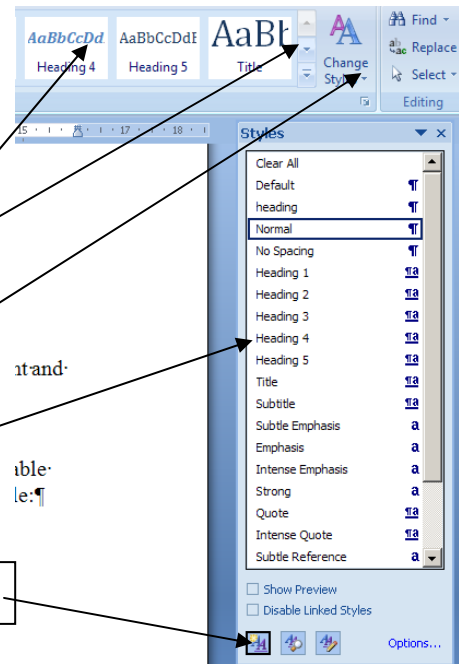 AaBbCcDd AaBbCcDdE AaBb
Heading 4 Heading 5 Title
Change
Styles
Find
Replace
Select
Editing
15 17 18
Styles
Clear All
Default
heading
Normal
No Spacing
Heading 1
Heading 2
Heading 3
Heading 4
Heading 5
Title
Subtitle
Subtle Emphasis
Emphasis
Intense Emphasis
Strong
Quote
Intense Quote
Subtle Reference
nt·and·
able·
le:¶
Show Preview
Disable Linked Styles
Options...